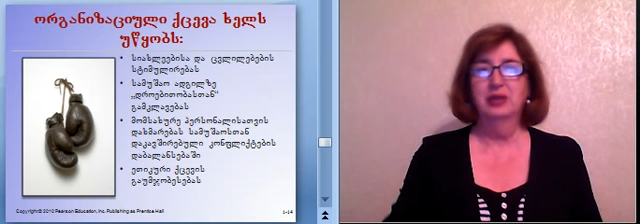 ორგანიზაციული ქცევა ხელს
უწყობს:
• სიახლეებისა და ცვლილებების
სტიმულირებას
• სამუშაო ადგილზე
„დროებითობასთან"
გამკლავებას
• მომსახურე პერსონალისათვის
დახმარებას სამუშაოსთან
დაკავშირებული კონფლიქტების
დაბალანსებაში
• ეთიკური ქცევის
გაუმჯობესებას
Copyright © 2010 Pearson Education, Inc. Publishing as Prentice Hall
1-14